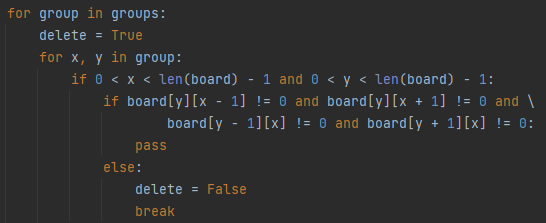 for group in groups:
    delete = True
    for x, y in group:
        if 0 < x < len(board) - 1 and 0 < y < len(board) - 1:
            if board[y][x - 1] != 0 and board[y][x + 1] != 0 and \
                    board[y - 1][x] != 0 and board[y + 1][x] != 0:
                pass
            else:
                delete = False
                break